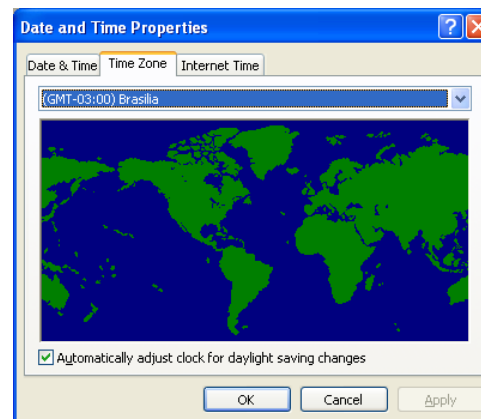 Date and Time Properties
Date & Time Time Zone Internet Time
(GMT-03:00) Brasilia
Automatically adjust clock for daylight saving changes
OK Cancel Apply